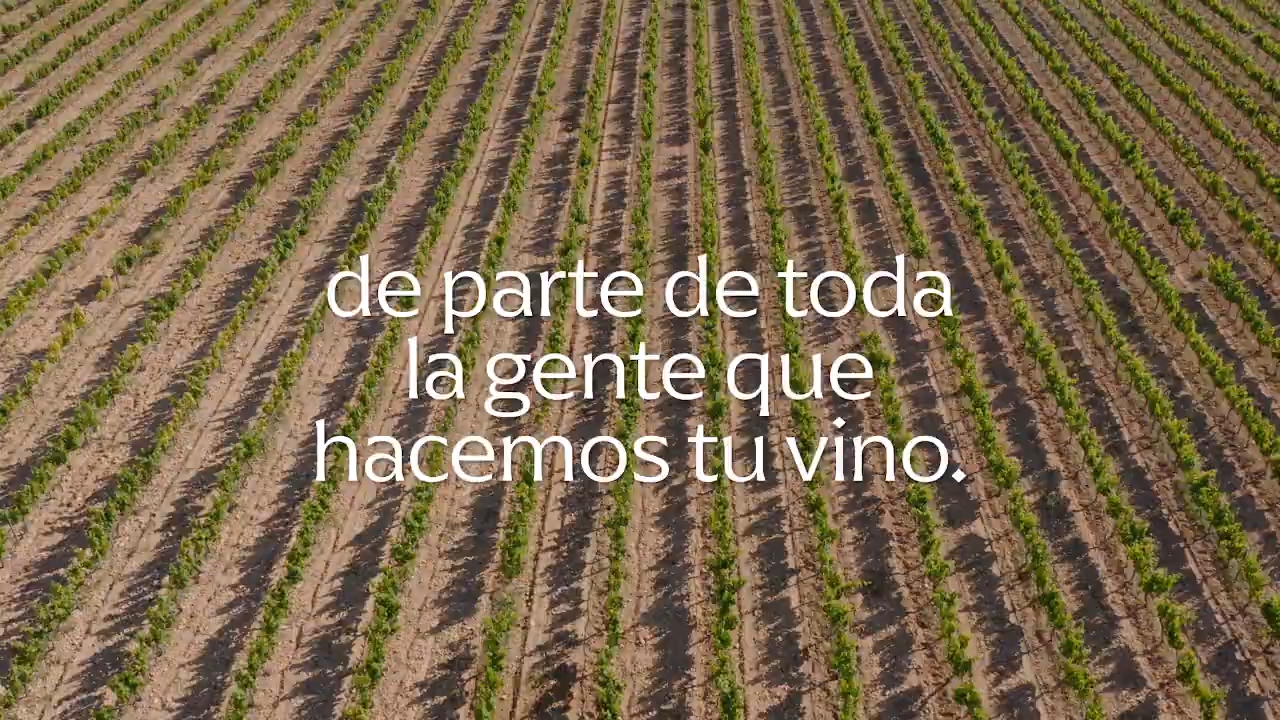 de parte de toda
la gente que
hacemos tu vino.